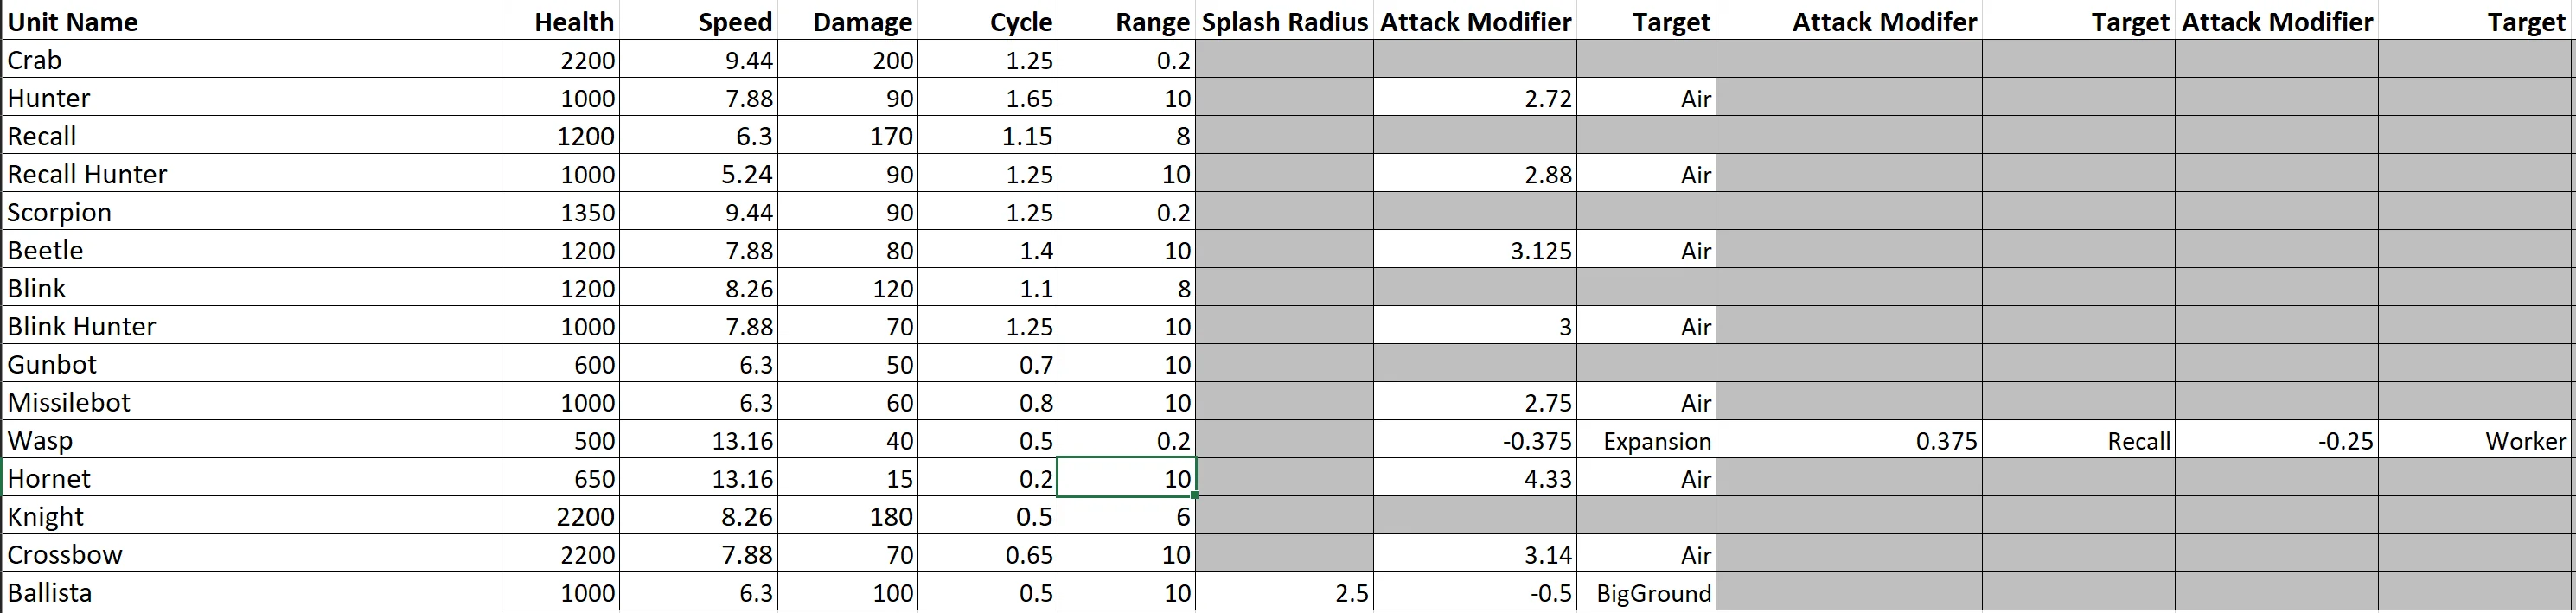 Unit Name Health Speed Damage Cycle Range Splash Radius Attack Modifier Target Attack Modifer Target Attack Modifier Target
Crab 2200 9.44 200 1.25 0.2
Hunter 1000 7.88 90 1.65 10 2.72 Air
Recall 1200 6.3 170 1.15 8
Recall Hunter 1000 5.24 90 1.25 10 2.88 Air
Scorpion 1350 9.44 90 1.25 0.2
Beetle 1200 7.88 80 1.4 10 3.125 Air
Blink 1200 8.26 120 1.1 8
Blink Hunter 1000 7.88 70 1.25 10 3 Air
Gunbot 600 6.3 50 0.7 10
Missilebot 1000 6.3 60 0.8 10 2.75 Air
Wasp 500 13.16 40 0.5 0.2 -0.375 Expansion 0.375 Recall -0.25 Worker
Hornet 650 13.16 15 0.2 10 4.33 Air
Knight 2200 8.26 180 0.5 6
Crossbow 2200 7.88 70 0.65 10 3.14 Air
Ballista 1000 6.3 100 0.5 10 2.5 -0.5 BigGround